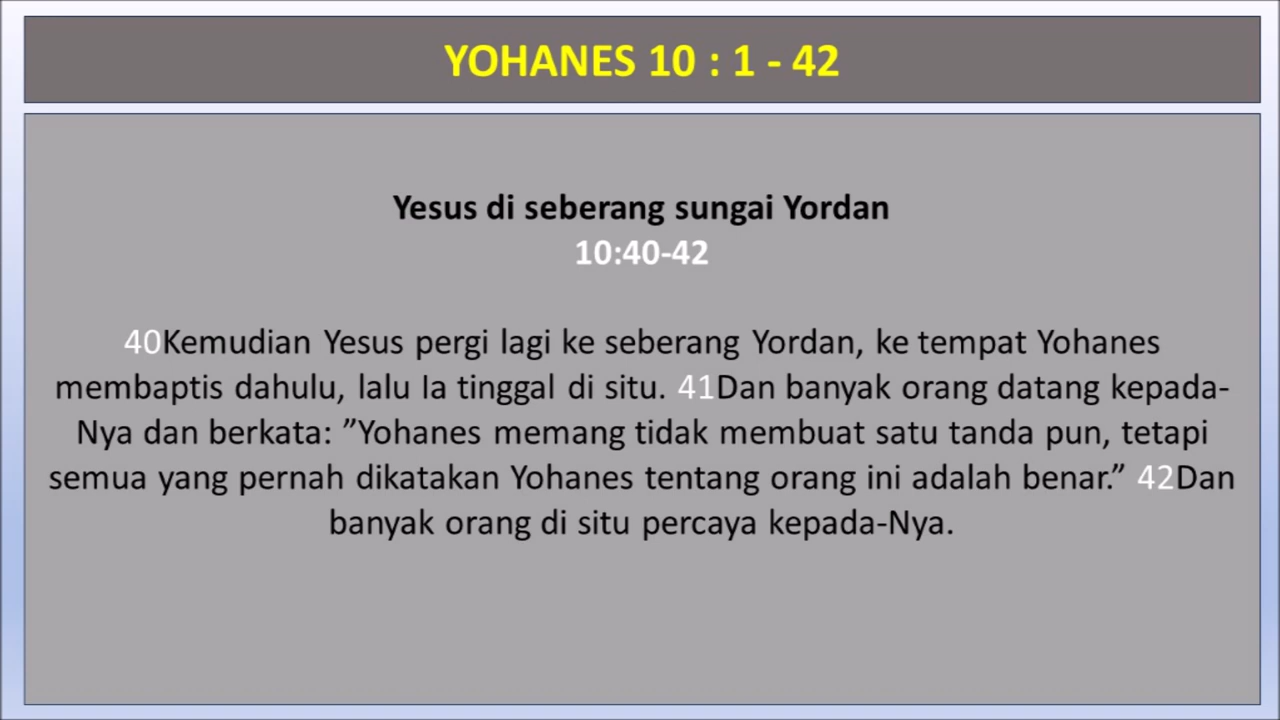 YOHANES 10 : 1 - 42
Yesus di seberang sungai Yordan
10:40-42
40Kemudian Yesus pergi lagi ke seberang Yordan, ke tempat Yohanes
membaptis dahulu, lalu Ia tinggal di situ. 41Dan banyak orang datang kepada-
Nya dan berkata: ”Yohanes memang tidak membuat satu tanda pun, tetapi
semua yang pernah dikatakan Yohanes tentang orang ini adalah benar.” 42Dan
banyak orang di situ percaya kepada-Nya.